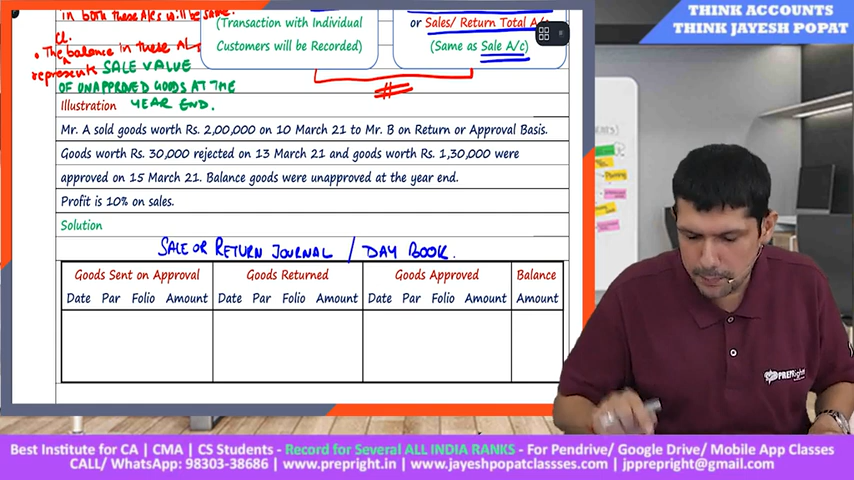 in both these A/cs will be same.
cl.
• The balance in these A/cs
represents SALE VALUE
OF UNAPPROVED GOODS AT THE
YEAR END.
(Transaction with Individual
Customers will be Recorded)
or Sales/ Return Total A/c
(Same as Sale A/c)
THINK ACCOUNTS
THINK JAYESH POPAT
Illustration
Mr. A sold goods worth Rs. 2,00,000 on 10 March 21 to Mr. B on Return or Approval Basis.
Goods worth Rs. 30,000 rejected on 13 March 21 and goods worth Rs. 1,30,000 were
approved on 15 March 21. Balance goods were unapproved at the year end.
Profit is 10% on sales.
Solution
SALE OR RETURN JOURNAL / DAY BOOK.
Goods Sent on Approval Goods Returned Goods Approved Balance
Date Par Folio Amount Date Par Folio Amount Date Par Folio Amount Amount
PREPRight
Best Institute for CA | CMA | CS Students - Record for Several ALL INDIA RANKS - For Pendrive/ Google Drive/ Mobile App Classes
CALL/ WhatsApp: 98303-38686 | www.prepright.in | www.jayeshpopatclassses.com | jpprepright@gmail.com